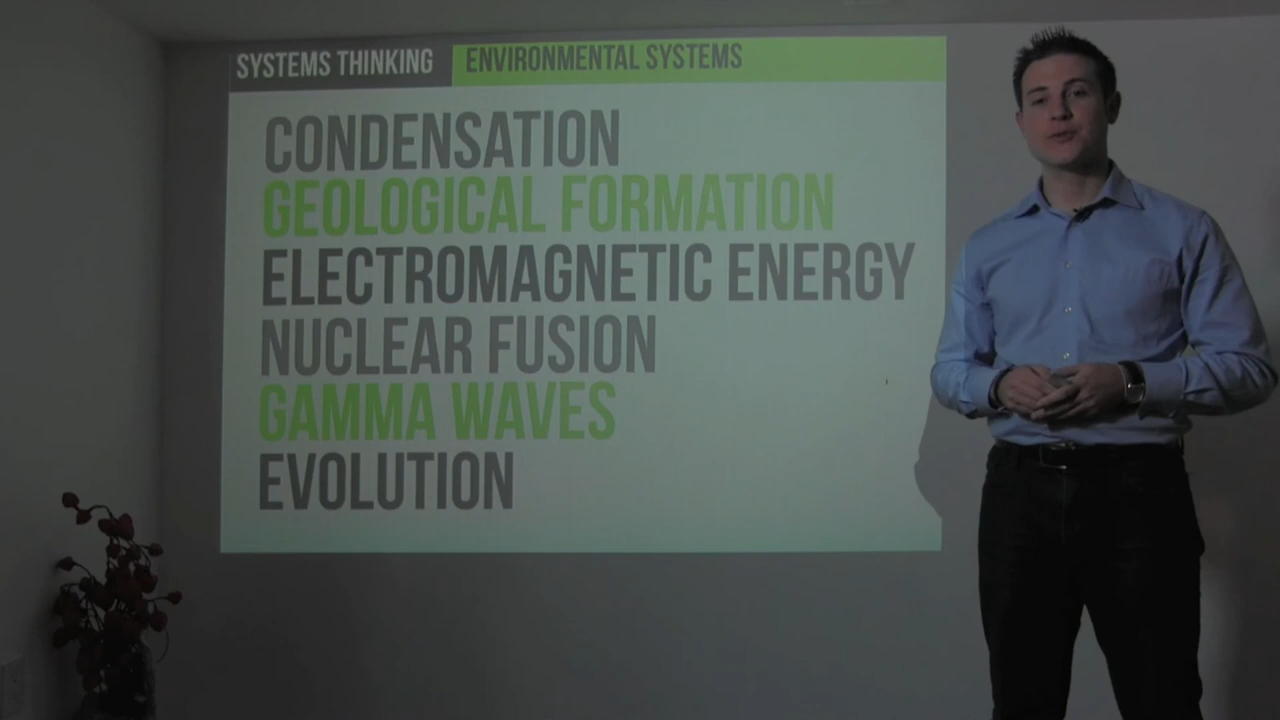 SYSTEMS THINKING ENVIRONMENTAL SYSTEMS
CONDENSATION
GEOLOGICAL FORMATION
ELECTROMAGNETIC ENERGY
NUCLEAR FUSION
GAMMA WAVES
EVOLUTION